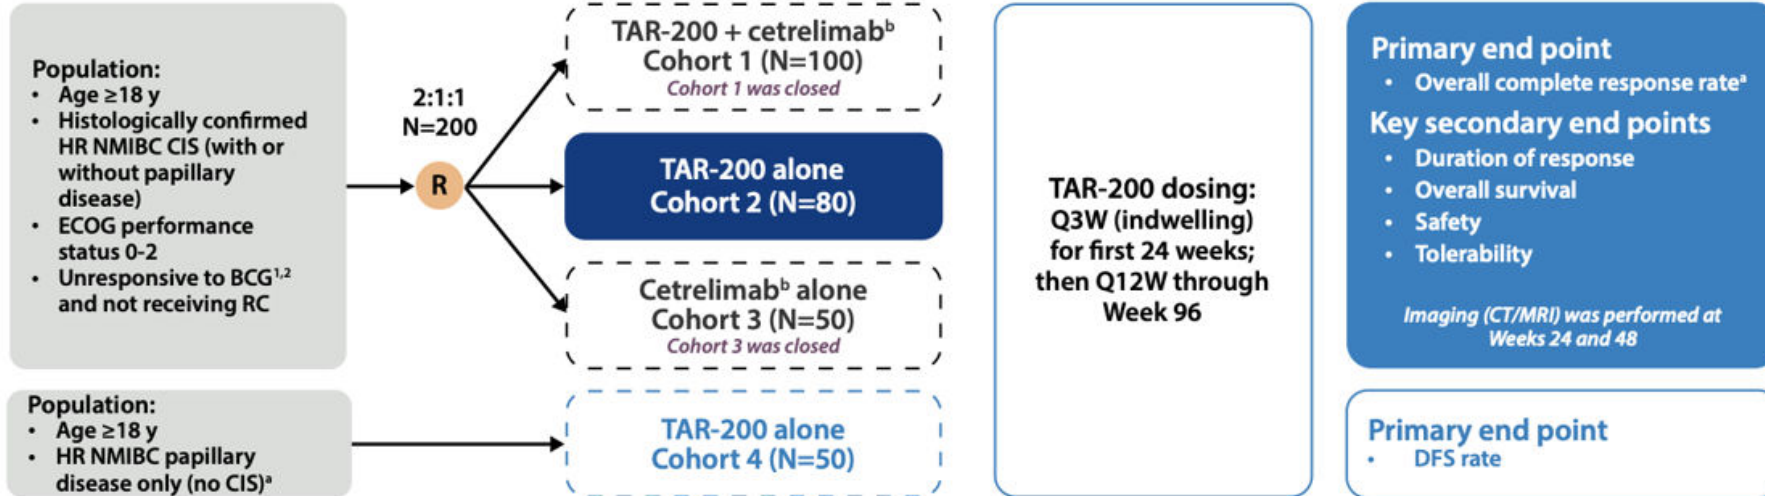 Population:
• Age ≥18 y
• Histologically confirmed
HR NMIBC CIS (with or
without papillary
disease)
• ECOG performance
status 0-2
• Unresponsive to BCG¹,²
and not receiving RC
2:1:1
N=200
R
TAR-200 + cetrelimabᵇ
Cohort 1 (N=100)
Cohort 1 was closed
TAR-200 alone
Cohort 2 (N=80)
Cetrelimabᵇ alone
Cohort 3 (N=50)
Cohort 3 was closed
TAR-200 dosing:
Q3W (indwelling)
for first 24 weeks;
then Q12W through
Week 96
Primary end point
• Overall complete response rateᵃ
Key secondary end points
• Duration of response
• Overall survival
• Safety
• Tolerability
Imaging (CT/MRI) was performed at
Weeks 24 and 48
Population:
• Age ≥18 y
• HR NMIBC papillary
disease only (no CIS)ᵃ
TAR-200 alone
Cohort 4 (N=50)
Primary end point
• DFS rate